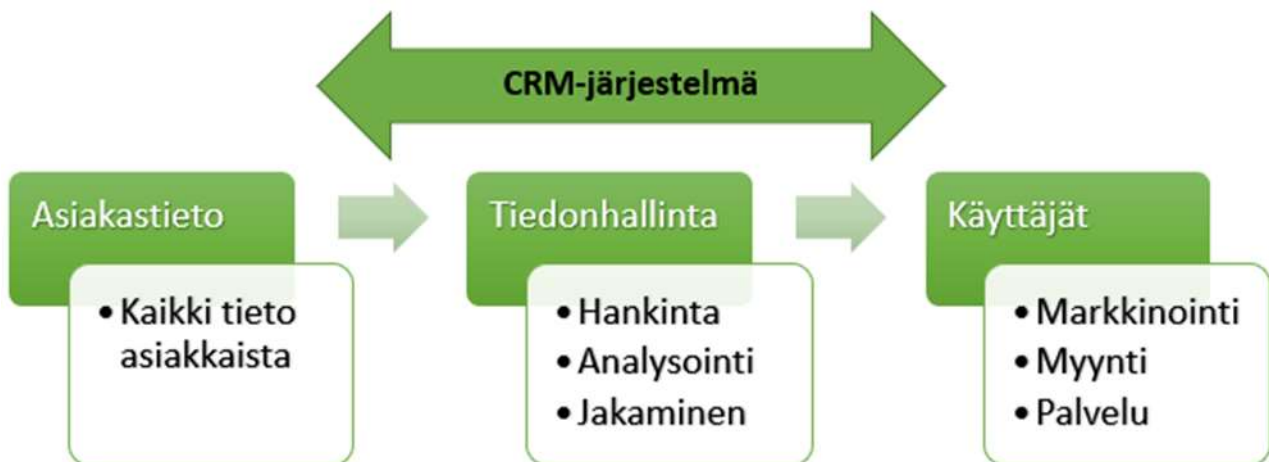 CRM-järjestelmä
Asiakastieto
• Kaikki tieto
asiakkaista
Tiedonhallinta
• Hankinta
• Analysointi
• Jakaminen
Käyttäjät
• Markkinointi
• Myynti
• Palvelu